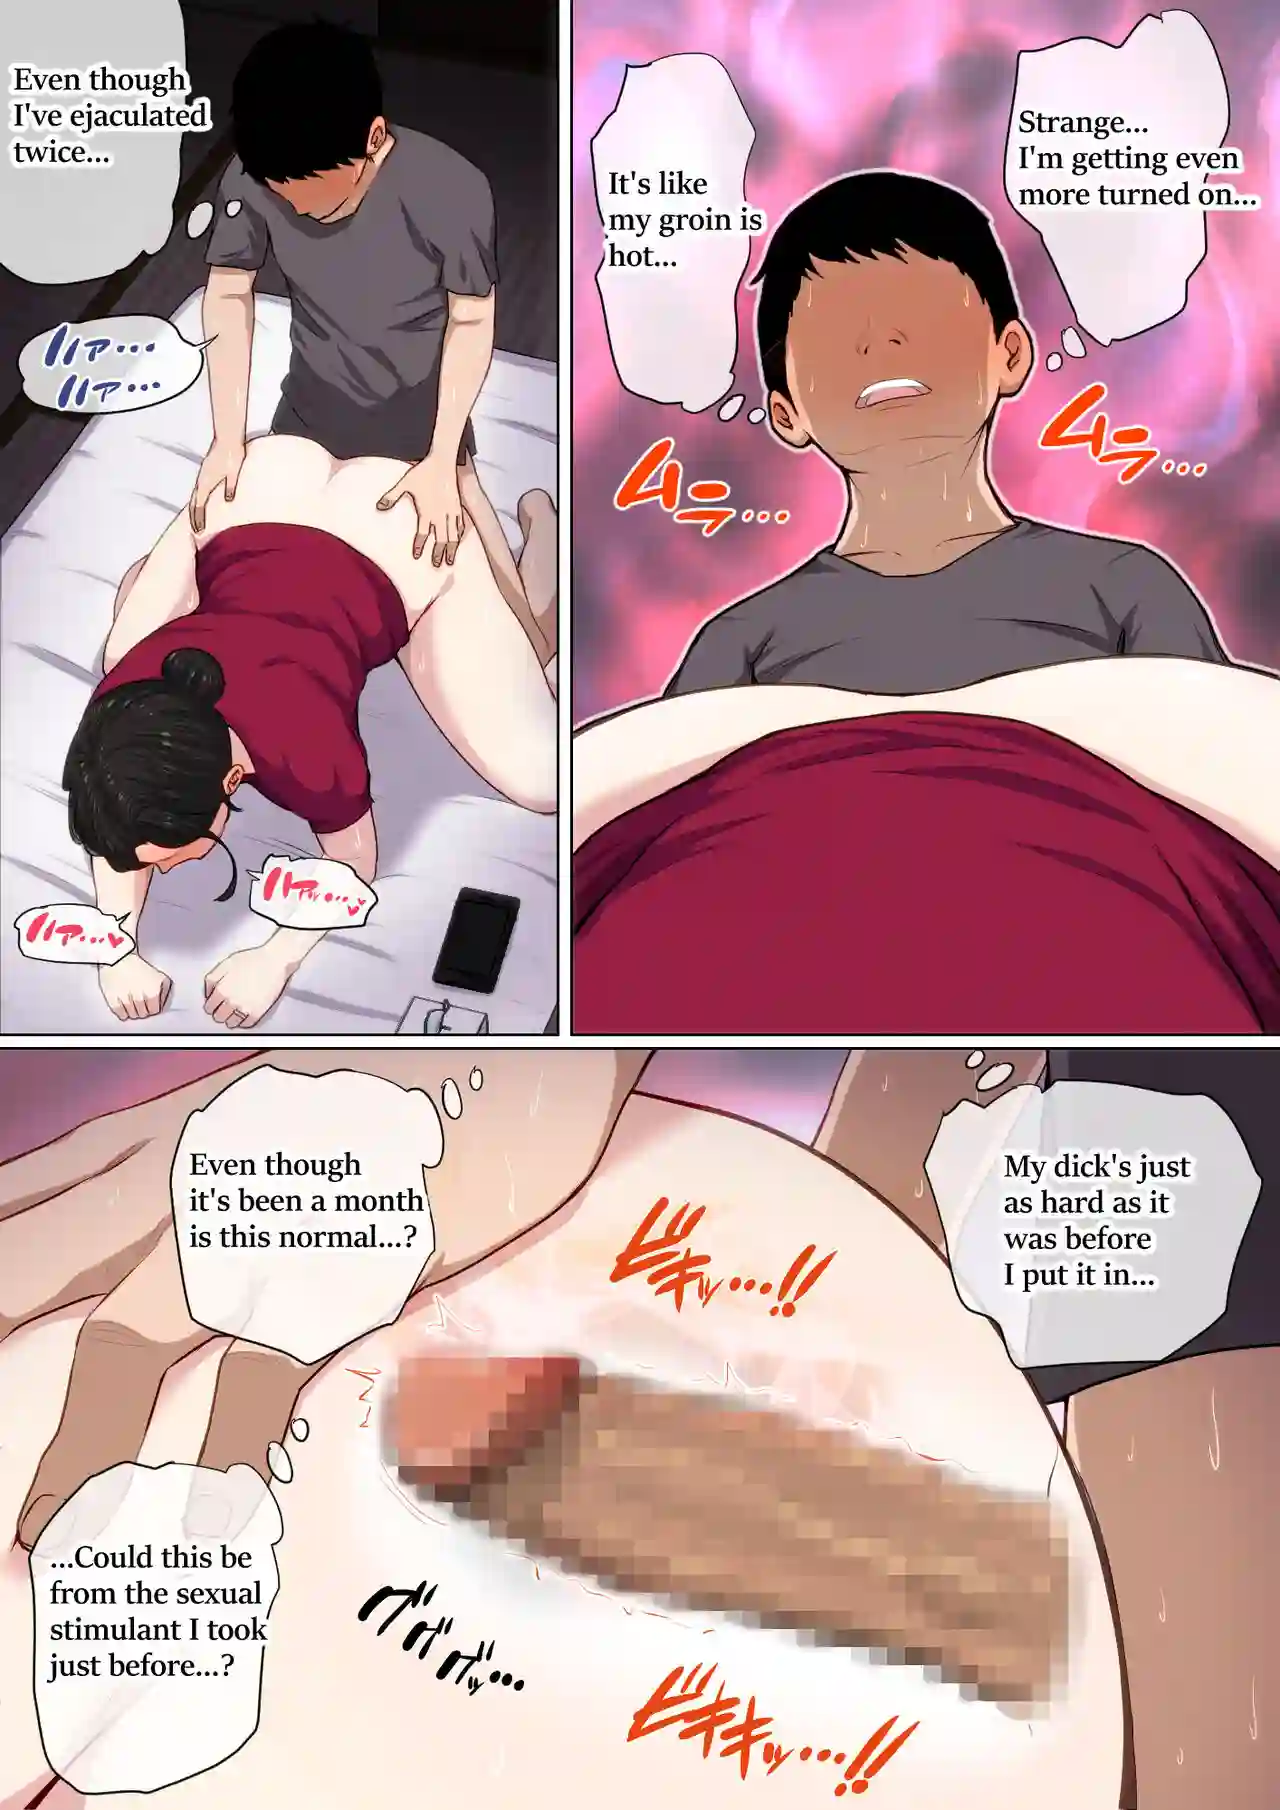 Even though
I've ejaculated
twice...
ハァ…
ハァ…
ハァッ…♥♥
ハァ…♥
Strange...
I'm getting even
more turned on...
It's like
my groin is
hot...
ムラ…
ムラ…
My dick's just
as hard as it
was before
I put it in...
Even though
it's been a month
is this normal...?
ビキッ…!!
...Could this be
from the sexual
stimulant I took
just before...?
ググググッ…
ビキキキッ…!!